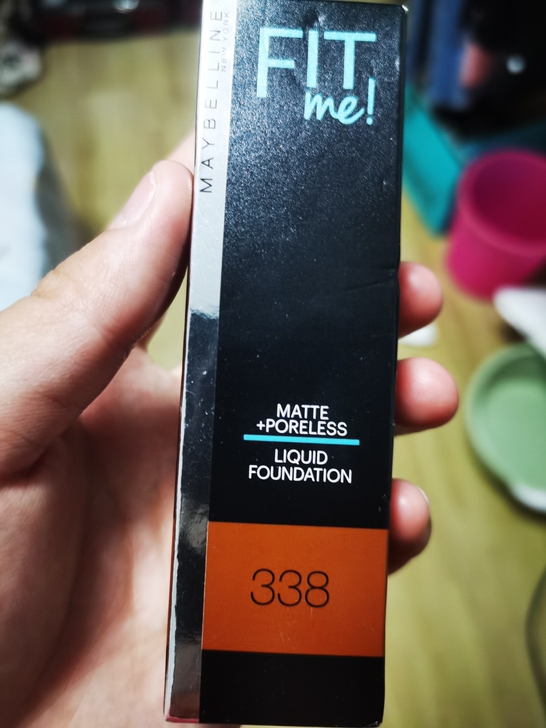 MAYBELLINE
NEW YORK
FIT
me!
MATTE
+PORELESS
LIQUID
FOUNDATION
338